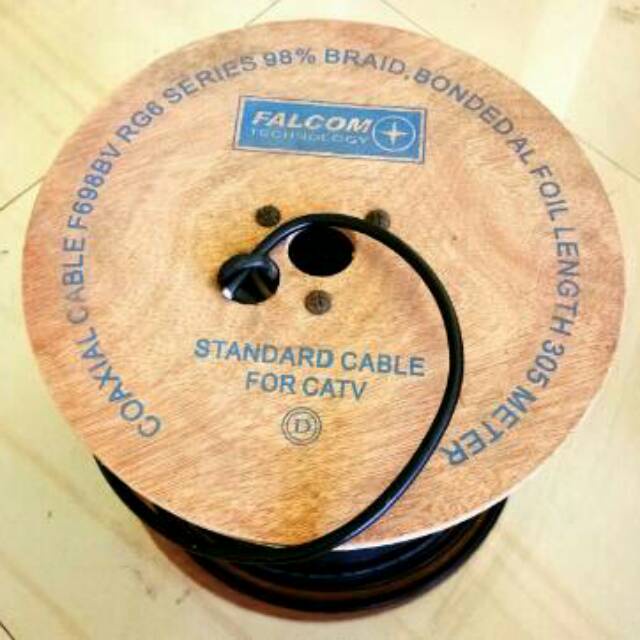 COAXIAL CABLE F698BV RG6 SERIES 98% BRAID, BONDED AL FOIL LENGTH 305 METER
FALCOM
TECHNOLOGY
STANDARD CABLE
FOR CATV
D